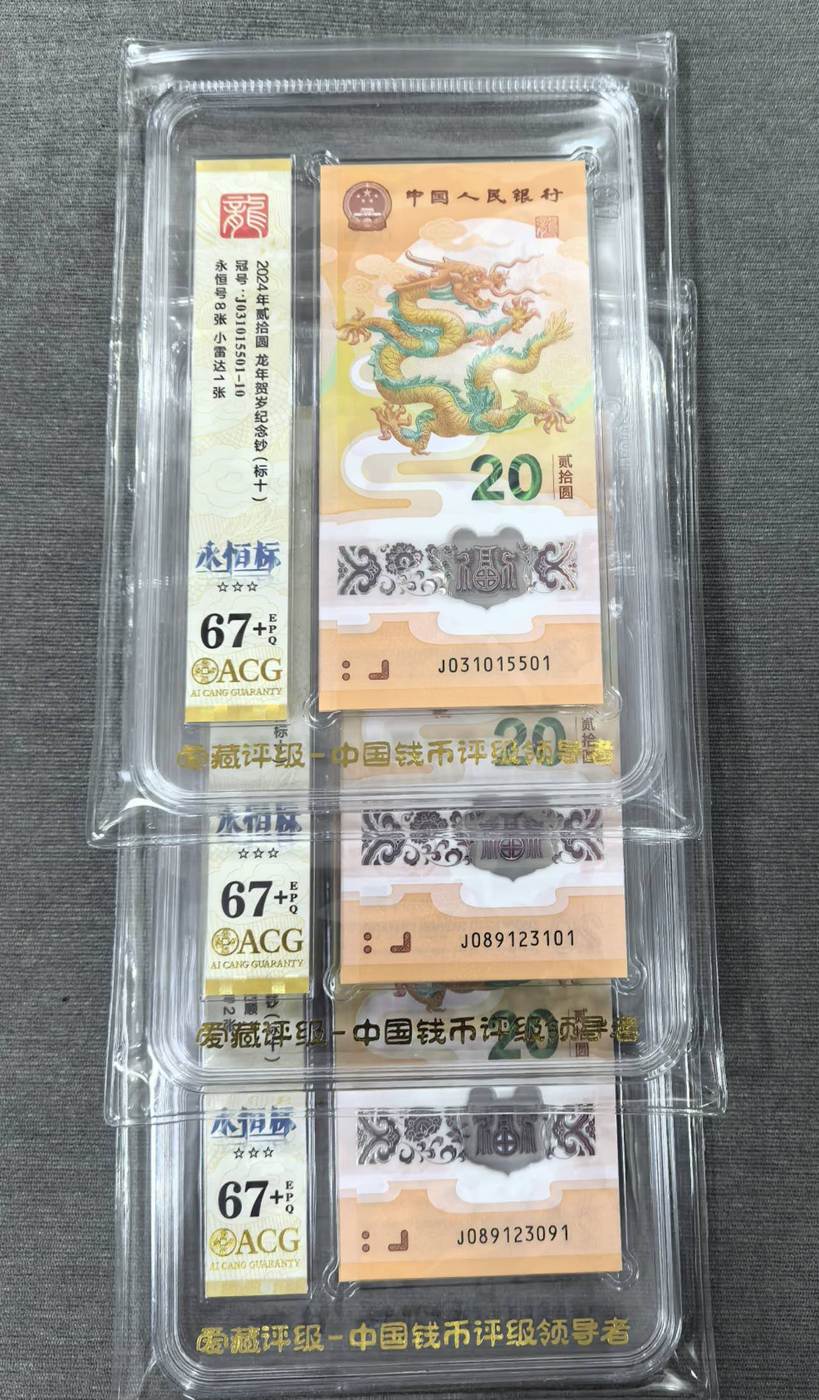 龍
2024年贰拾圆 龙年贺岁纪念钞(标十)
冠号:J031015501-10
永恒号8张 小雷达1张
永恒标
☆☆☆
67+EPQ
ACG
AI CANG GUARANTY
中国人民银行
20
贰拾圆
J031015501
爱藏评级-中国钱币评级领导者
20
贰拾
永恒标
☆☆☆
67+EPQ
ACG
AI CANG GUARANTY
J089123101
爱藏评级-中国钱币评级领导者
20
贰拾圆
号2张
永恒标
☆☆☆
67+EPQ
ACG
AI CANG GUARANTY
J089123091
爱藏评级-中国钱币评级领导者